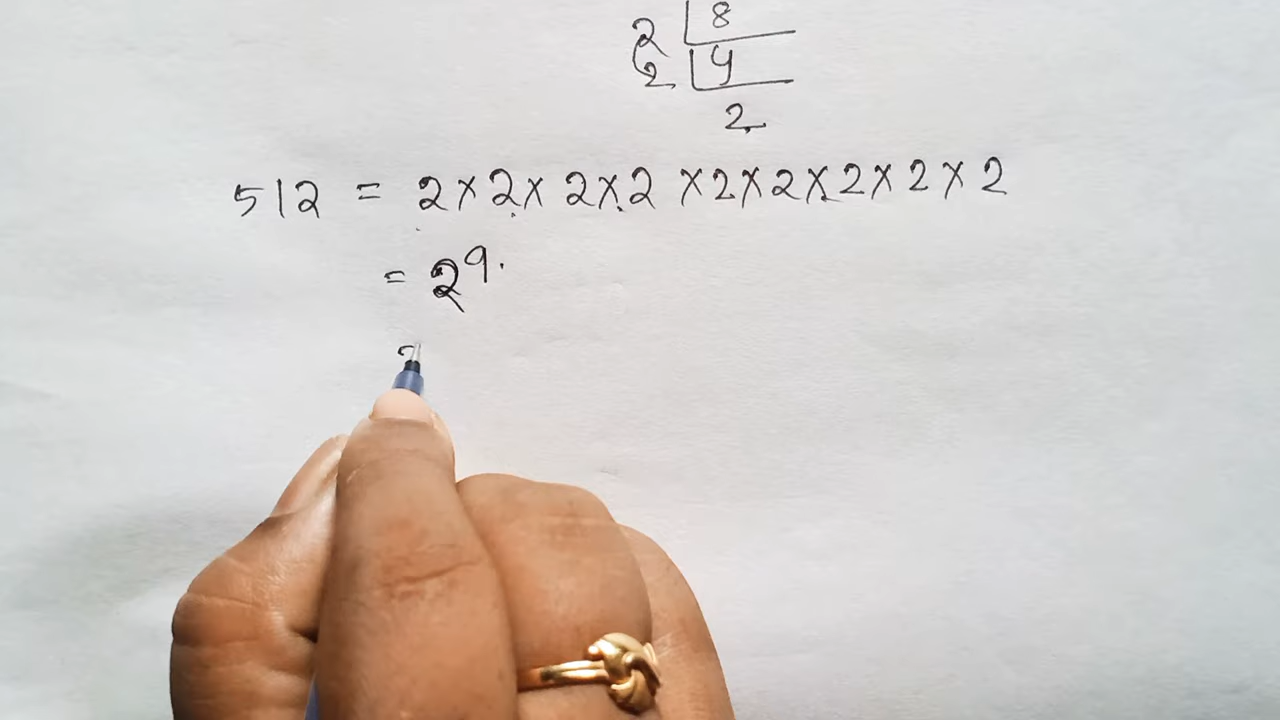 2 8
2 4
2
512 = 2 × 2 × 2 × 2 × 2 × 2 × 2 × 2 × 2
= 2⁹.